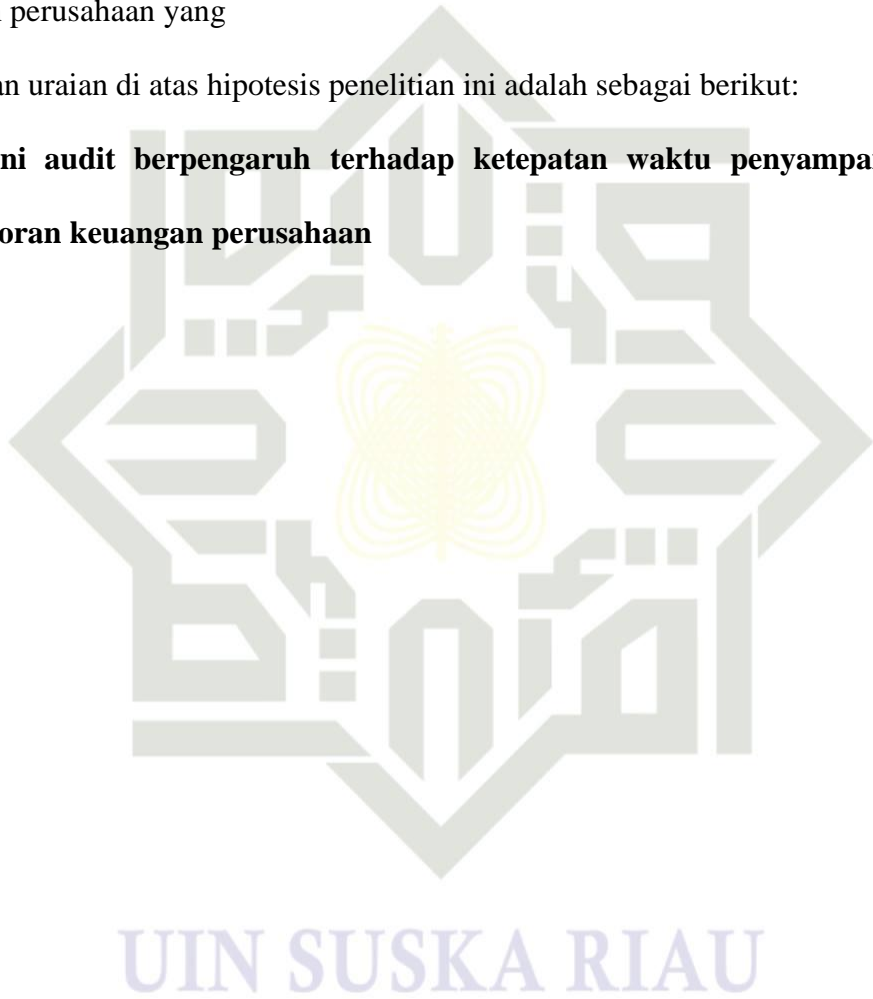 perusahaan yang
an uraian di atas hipotesis penelitian ini adalah sebagai berikut:
ni audit berpengaruh terhadap ketepatan waktu penyampa
oran keuangan perusahaan
UIN SUSKA RIAU